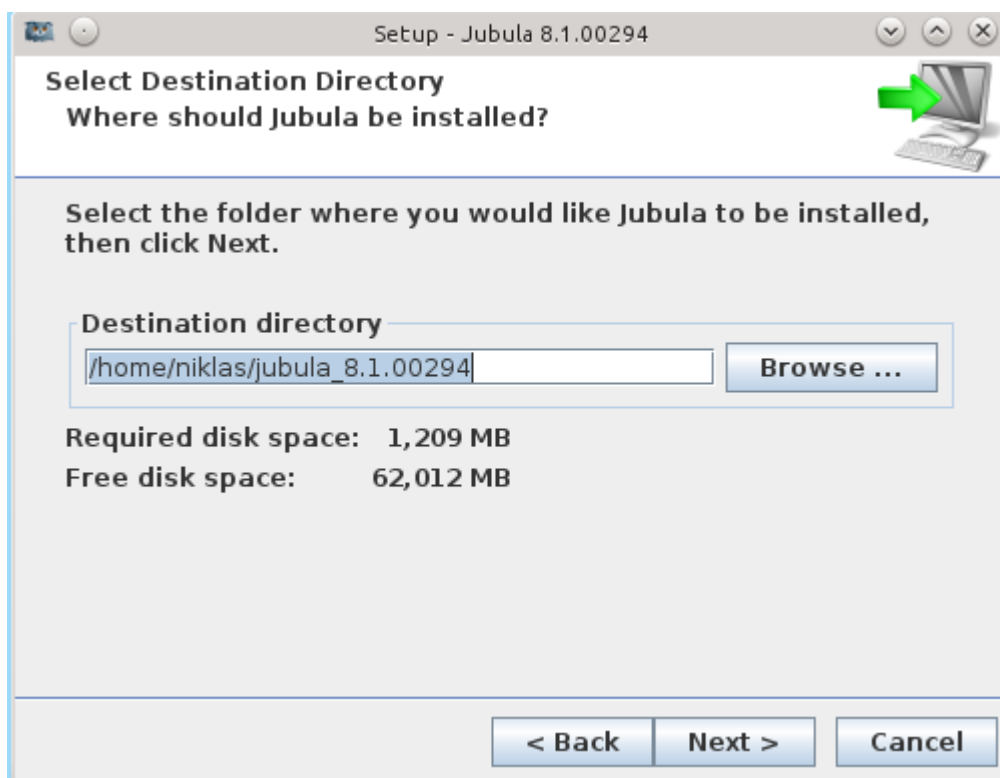 Setup - Jubula 8.1.00294
Select Destination Directory
Where should Jubula be installed?
Select the folder where you would like Jubula to be installed,
then click Next.
Destination directory
/home/niklas/jubula_8.1.00294
Browse ...
Required disk space: 1,209 MB
Free disk space: 62,012 MB
< Back Next > Cancel